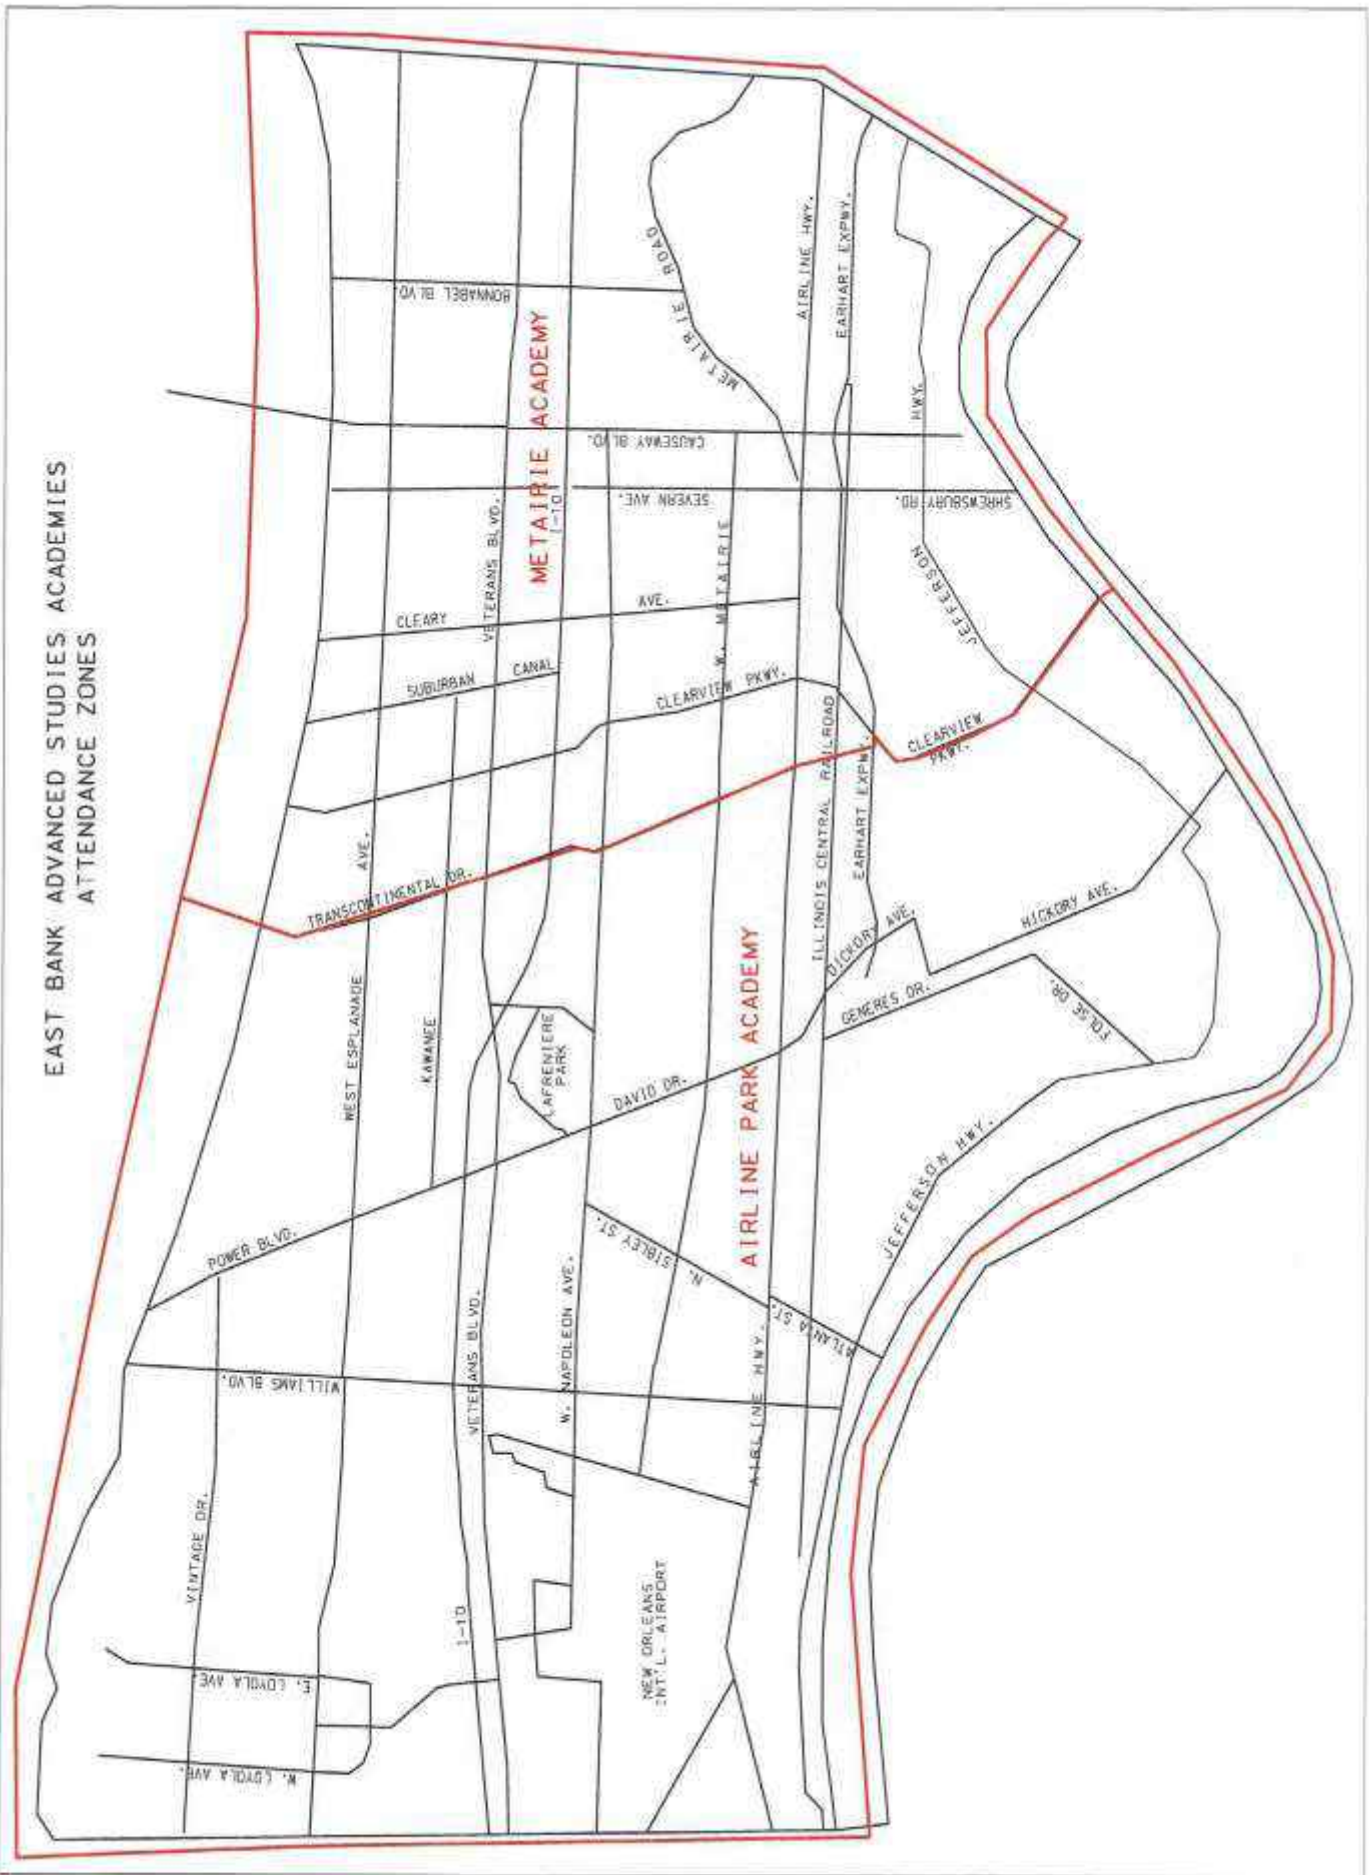 EAST BANK ADVANCED STUDIES ACADEMIES
ATTENDANCE ZONES
W. LOYOLA AVE.
E. LOYOLA AVE.
VINTAGE DR.
WILLIAMS BLVD.
POWER BLVD.
WEST ESPLANADE
AVE.
KAWANEE
TRANSCONTINENTAL DR.
SUBURBAN
CANAL
CLEARY
AVE.
BONNABEL BLVD.
I-10
VETERANS BLVD.
VETERANS BLVD.
I-10
METAIRIE ACADEMY
LAFRENIERE
PARK
W. NAPOLEON AVE.
DAVID DR.
CLEARVIEW PKWY.
SEVERN AVE.
CAUSEWAY BLVD.
METAIRIE ROAD
NEW ORLEANS
INT'L. AIRPORT
N. SIBLEY ST.
W. METAIRIE
AIRLINE PARK ACADEMY
AIRLINE HWY.
AIRLINE HWY.
ATLANTA ST.
ILLINOIS CENTRAL RAILROAD
EARHART EXPWY.
EARHART EXPWY.
DICKORY AVE.
GENERES DR.
JEFFERSON HWY.
CLEARVIEW
PKWY.
JEFFERSON
HWY.
SHREWSBURY RD.
HICKORY AVE.
FOLSE DR.